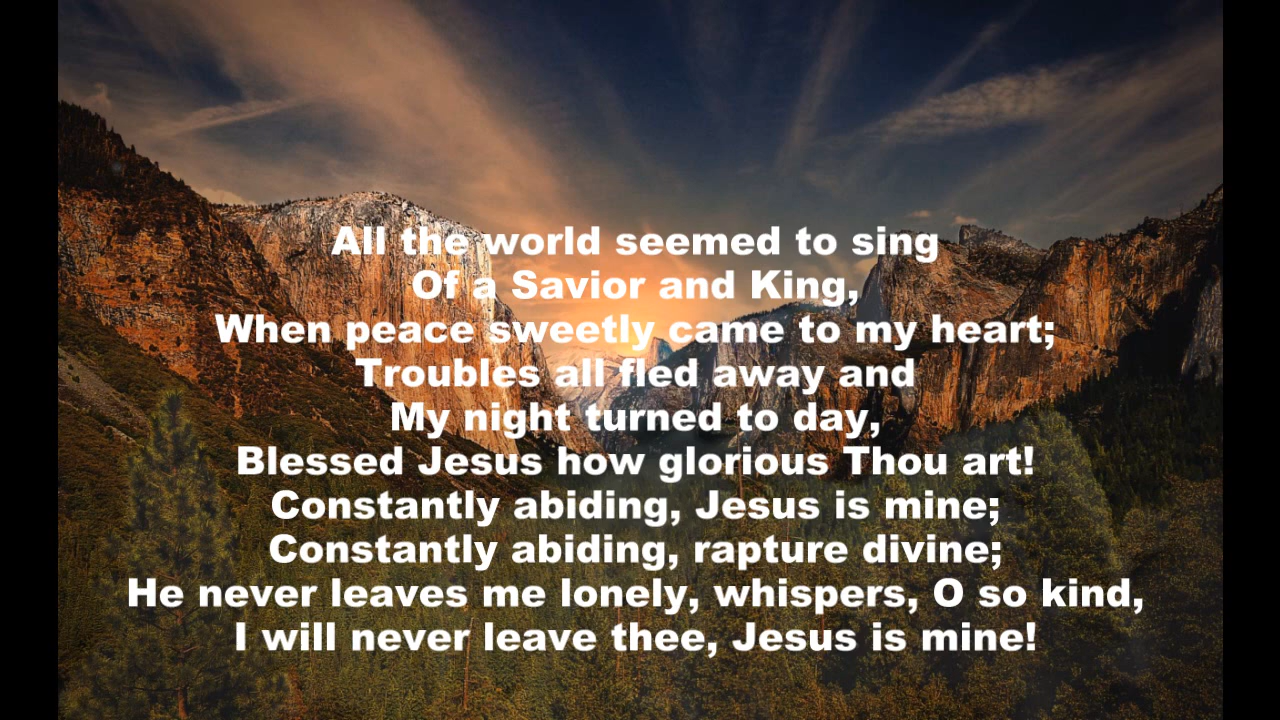 All the world seemed to sing
Of a Savior and King,
When peace sweetly came to my heart;
Troubles all fled away and
My night turned to day,
Blessed Jesus how glorious Thou art!
Constantly abiding, Jesus is mine;
Constantly abiding, rapture divine;
He never leaves me lonely, whispers, O so kind,
I will never leave thee, Jesus is mine!